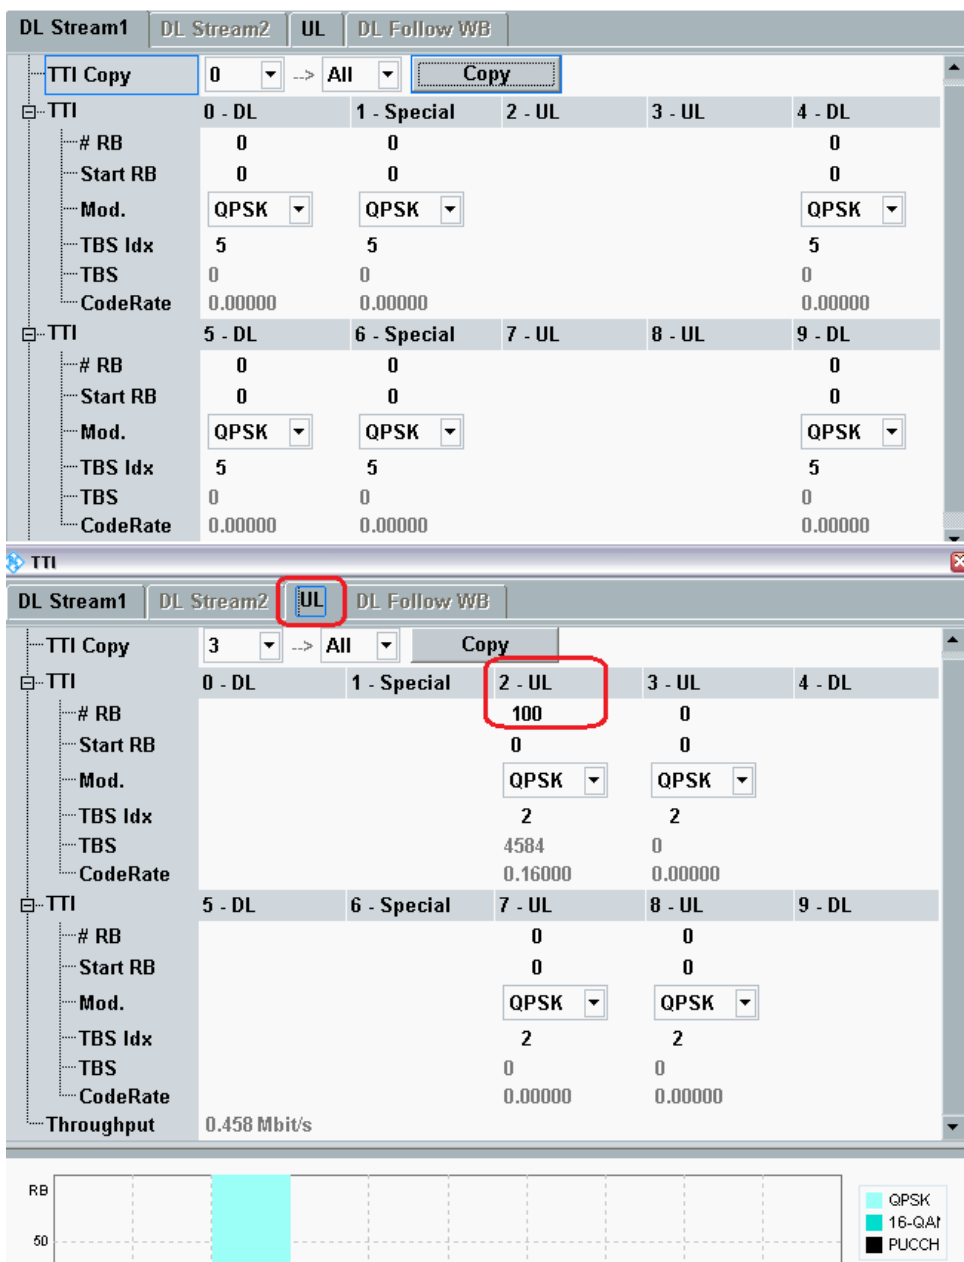 DL Stream1 DL Stream2 UL DL Follow WB
TTI Copy 0 --> All Copy
TTI 0 - DL 1 - Special 2 - UL 3 - UL 4 - DL
# RB 0 0 0
Start RB 0 0 0
Mod. QPSK QPSK QPSK
TBS Idx 5 5 5
TBS 0 0 0
CodeRate 0.00000 0.00000 0.00000
TTI 5 - DL 6 - Special 7 - UL 8 - UL 9 - DL
# RB 0 0 0
Start RB 0 0 0
Mod. QPSK QPSK QPSK
TBS Idx 5 5 5
TBS 0 0 0
CodeRate 0.00000 0.00000 0.00000
TTI
DL Stream1 DL Stream2 UL DL Follow WB
TTI Copy 3 --> All Copy
TTI 0 - DL 1 - Special 2 - UL 3 - UL 4 - DL
# RB 100 0
Start RB 0 0
Mod. QPSK QPSK
TBS Idx 2 2
TBS 4584 0
CodeRate 0.16000 0.00000
TTI 5 - DL 6 - Special 7 - UL 8 - UL 9 - DL
# RB 0 0
Start RB 0 0
Mod. QPSK QPSK
TBS Idx 2 2
TBS 0 0
CodeRate 0.00000 0.00000
Throughput 0.458 Mbit/s
RB
50
QPSK
16-QAM
PUCCH